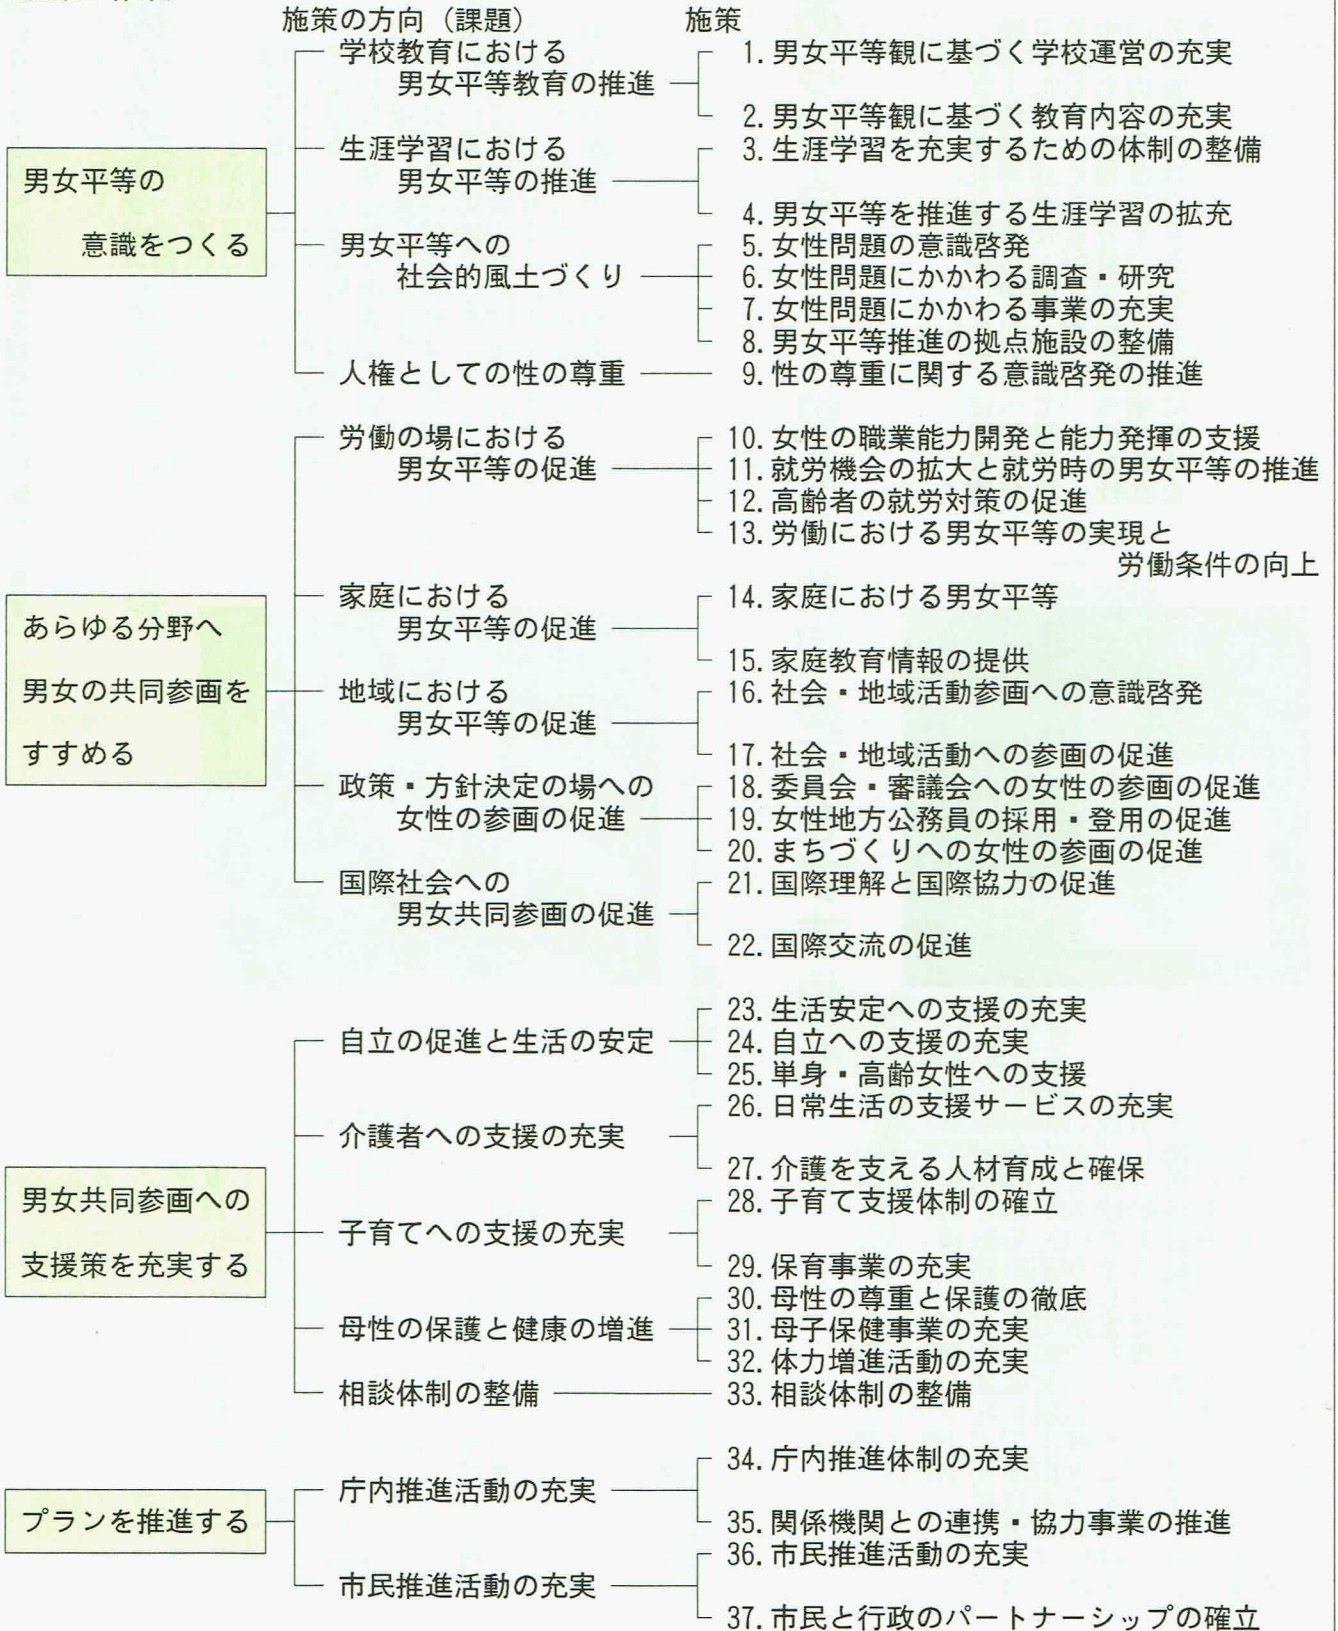 施策の方向（課題）
施策
男女平等の
意識をつくる
学校教育における
男女平等教育の推進
1.男女平等観に基づく学校運営の充実
2.男女平等観に基づく教育内容の充実
生涯学習における
男女平等の推進
3.生涯学習を充実するための体制の整備
4.男女平等を推進する生涯学習の拡充
男女平等への
社会的風土づくり
5.女性問題の意識啓発
6.女性問題にかかわる調査・研究
7.女性問題にかかわる事業の充実
8.男女平等推進の拠点施設の整備
人権としての性の尊重
9.性の尊重に関する意識啓発の推進
あらゆる分野へ
男女の共同参画を
すすめる
労働の場における
男女平等の促進
10.女性の職業能力開発と能力発揮の支援
11.就労機会の拡大と就労時の男女平等の推進
12.高齢者の就労対策の促進
13.労働における男女平等の実現と
労働条件の向上
家庭における
男女平等の促進
14.家庭における男女平等
15.家庭教育情報の提供
地域における
男女平等の促進
16.社会・地域活動参画への意識啓発
17.社会・地域活動への参画の促進
政策・方針決定の場への
女性の参画の促進
18.委員会・審議会への女性の参画の促進
19.女性地方公務員の採用・登用の促進
20.まちづくりへの女性の参画の促進
国際社会への
男女共同参画の促進
21.国際理解と国際協力の促進
22.国際交流の促進
男女共同参画への
支援策を充実する
自立の促進と生活の安定
23.生活安定への支援の充実
24.自立への支援の充実
25.単身・高齢女性への支援
介護者への支援の充実
26.日常生活の支援サービスの充実
27.介護を支える人材育成と確保
子育てへの支援の充実
28.子育て支援体制の確立
29.保育事業の充実
母性の保護と健康の増進
30.母性の尊重と保護の徹底
31.母子保健事業の充実
32.体力増進活動の充実
相談体制の整備
33.相談体制の整備
プランを推進する
庁内推進活動の充実
34.庁内推進体制の充実
35.関係機関との連携・協力事業の推進
市民推進活動の充実
36.市民推進活動の充実
37.市民と行政のパートナーシップの確立